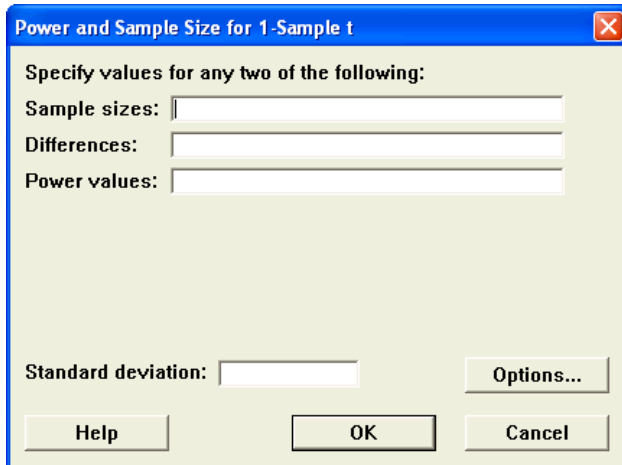 Power and Sample Size for 1-Sample t
Specify values for any two of the following:
Sample sizes:
Differences:
Power values:
Standard deviation:
Options...
Help
OK
Cancel